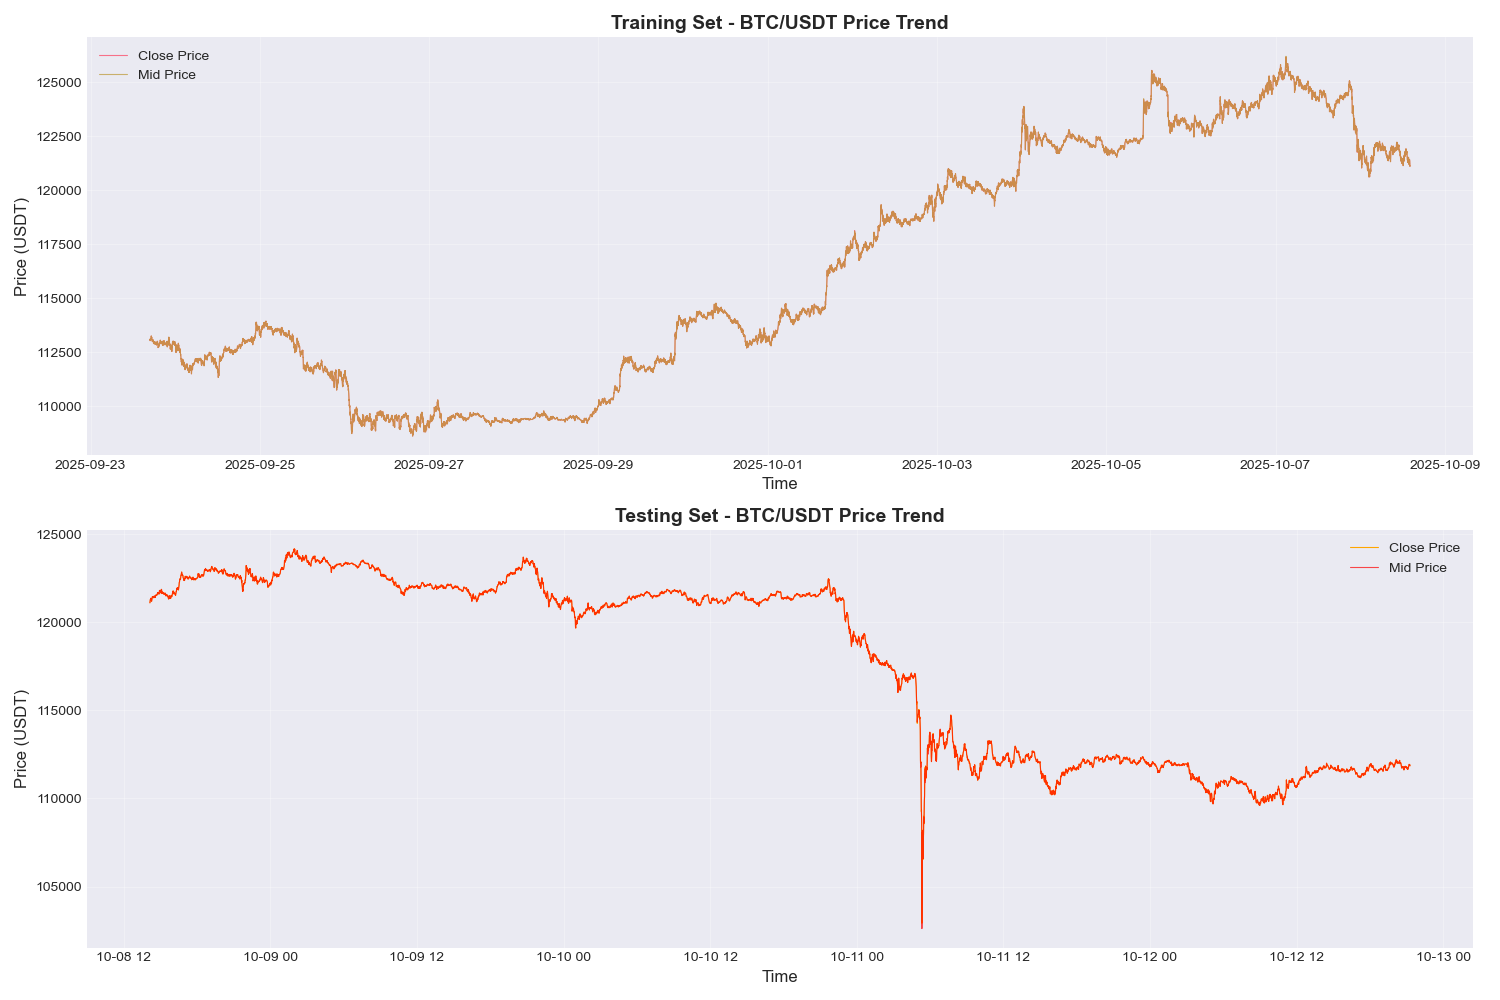 Training Set - BTC/USDT Price Trend
Close Price
Mid Price
125000
122500
120000
117500
115000
112500
110000
Price (USDT)
2025-09-23 2025-09-25 2025-09-27 2025-09-29 2025-10-01 2025-10-03 2025-10-05 2025-10-07 2025-10-09
Time
Testing Set - BTC/USDT Price Trend
Close Price
Mid Price
125000
120000
115000
110000
105000
Price (USDT)
10-08 12 10-09 00 10-09 12 10-10 00 10-10 12 10-11 00 10-11 12 10-12 00 10-12 12 10-13 00
Time